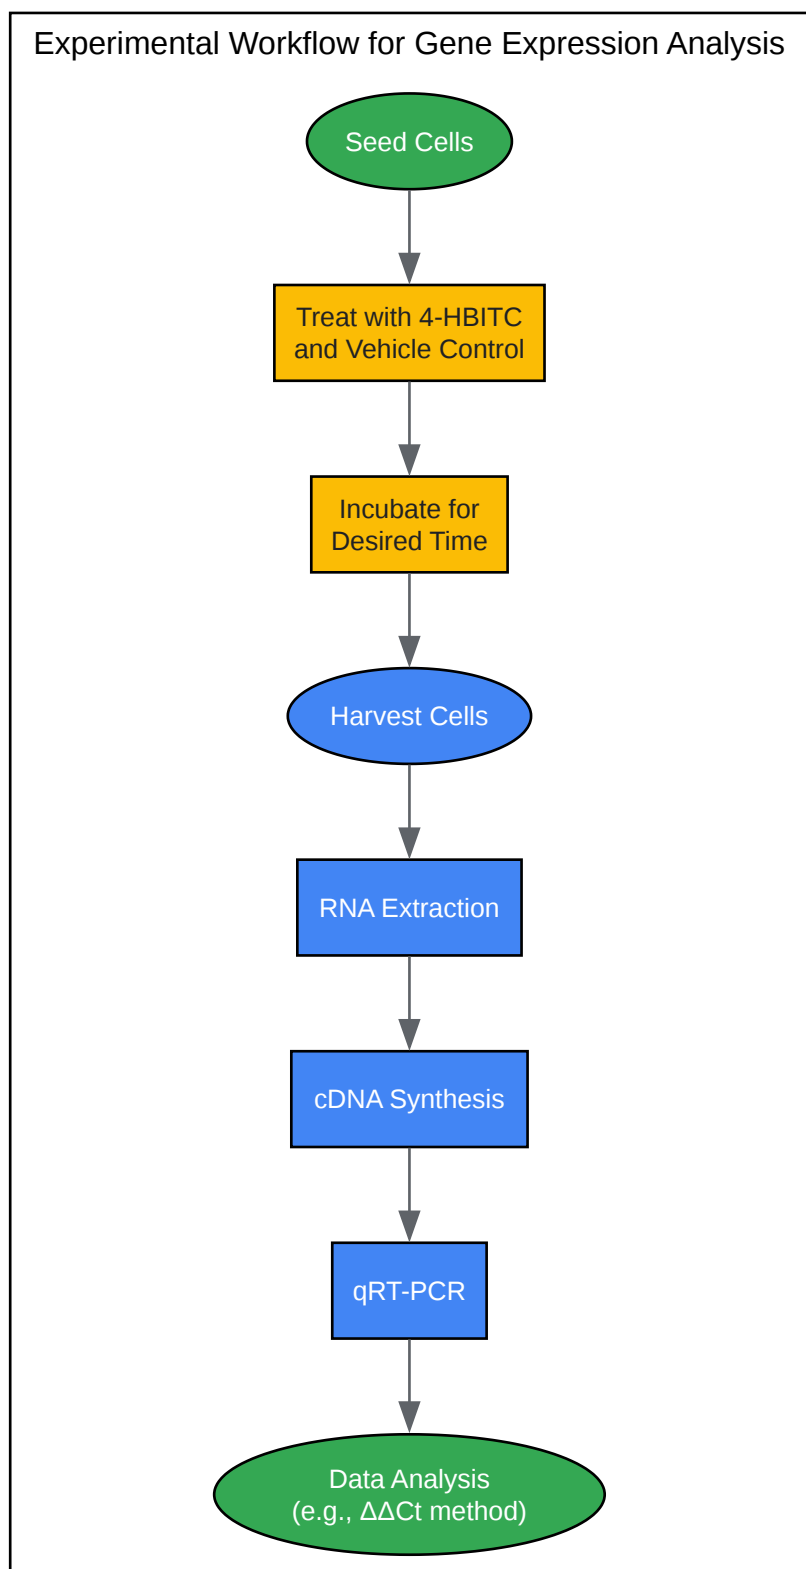 Experimental Workflow for Gene Expression Analysis
Seed Cells
Treat with 4-HBITC
and Vehicle Control
Incubate for
Desired Time
Harvest Cells
RNA Extraction
cDNA Synthesis
qRT-PCR
Data Analysis
(e.g., ΔΔCt method)